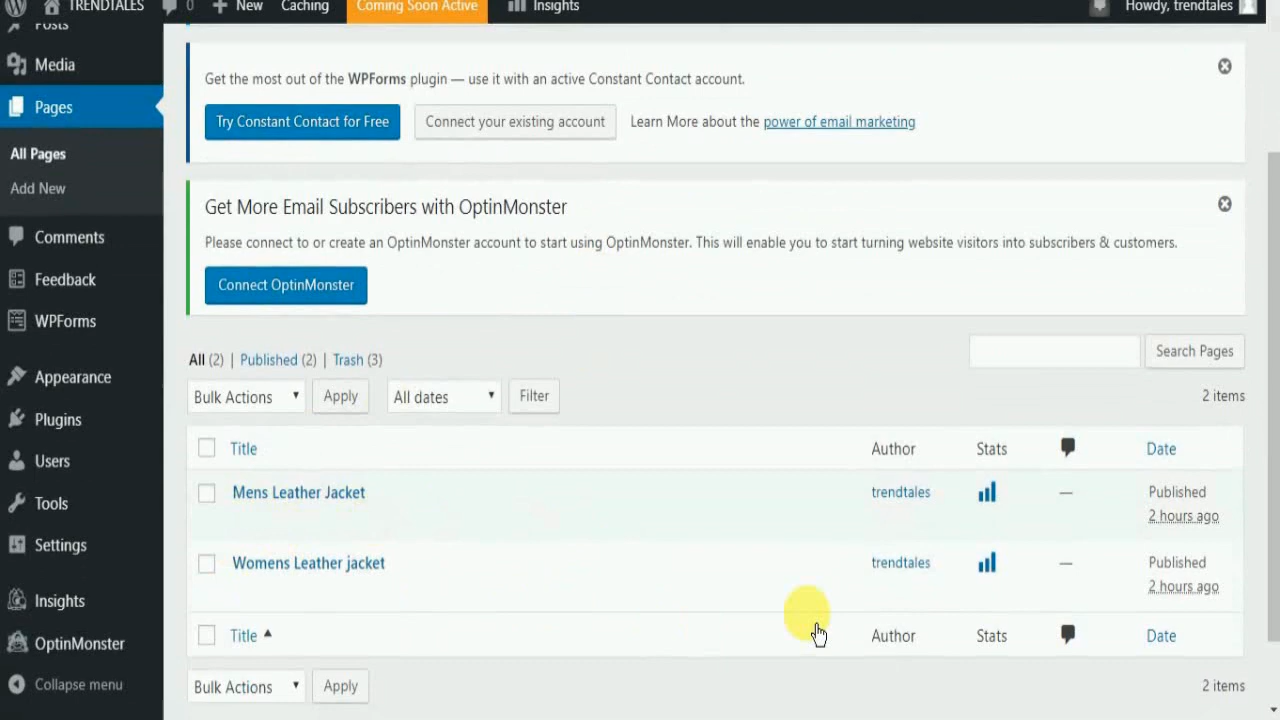 TRENDTALES 0 New Caching Coming Soon Active Insights Howdy, trendtales
Posts
Media
Pages
All Pages
Add New
Comments
Feedback
WPForms
Appearance
Plugins
Users
Tools
Settings
Insights
OptinMonster
Collapse menu
Get the most out of the WPForms plugin — use it with an active Constant Contact account.
Try Constant Contact for Free Connect your existing account Learn More about the power of email marketing
Get More Email Subscribers with OptinMonster
Please connect to or create an OptinMonster account to start using OptinMonster. This will enable you to start turning website visitors into subscribers & customers.
Connect OptinMonster
All (2) | Published (2) | Trash (3)
Search Pages
Bulk Actions Apply All dates Filter 2 items
Title Author Stats Date
Mens Leather Jacket trendtales — Published
2 hours ago
Womens Leather jacket trendtales — Published
2 hours ago
Title Author Stats Date
Bulk Actions Apply 2 items